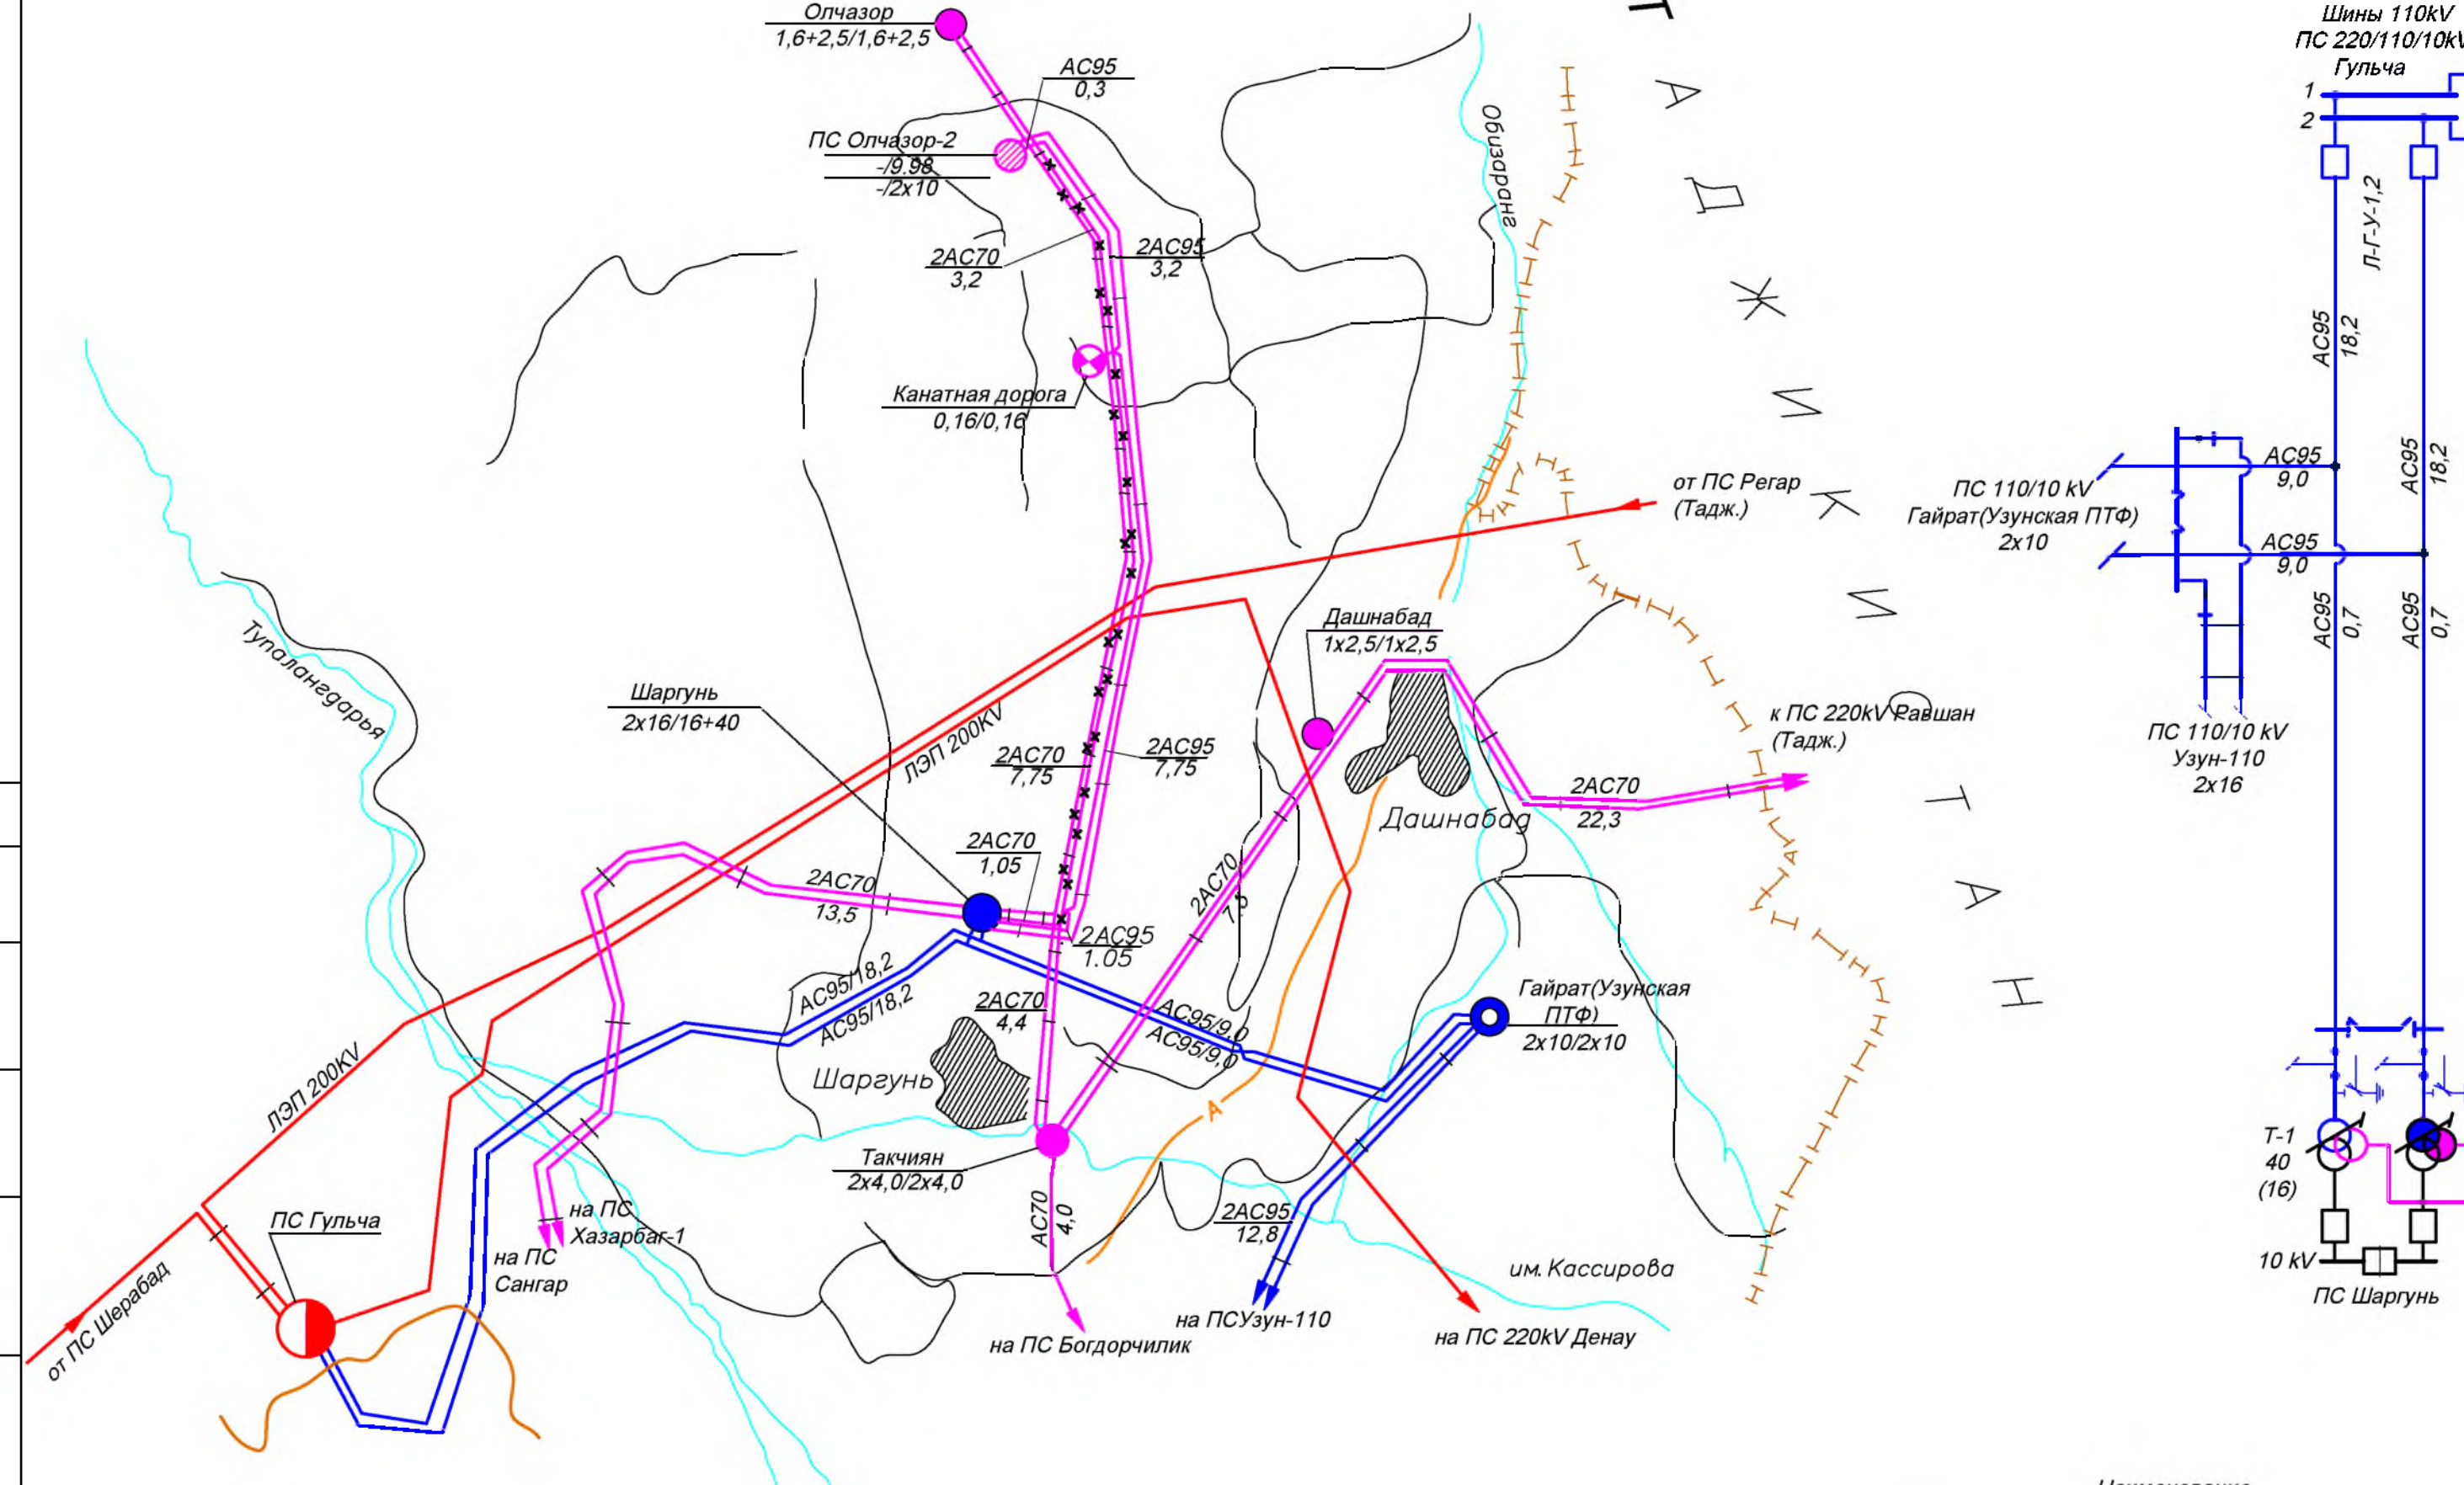 Олчазор
1,6+2,5/1,6+2,5
АС95
0,3
ПС Олчазор-2
-/9.98
-/2х10
2АС70
3,2
2АС95
3,2
Канатная дорога
0,16/0,16
Обизаранг
Т
А
Д
Ж
И
К
И
С
Т
А
Н
от ПС Регар
(Тадж.)
Тупалангдарья
Шаргунь
2х16/16+40
ЛЭП 200KV
2АС70
7,75
2АС95
7,75
Дашнабад
1х2,5/1х2,5
к ПС 220kV Равшан
(Тадж.)
2АС70
22,3
Дашнабад
2АС70
1,05
2АС70
13,5
2АС95
1.05
2АС70
7,8
АС95/18,2
АС95/18,2
2АС70
4,4
АС95/9,0
АС95/9,0
Гайрат(Узунская
ПТФ)
2х10/2х10
Шаргунь
ЛЭП 200KV
А
Такчиян
2х4,0/2х4,0
АС70
4,0
2АС95
12,8
ПС Гульча
на ПС
Хазарбаг-1
на ПС
Сангар
от ПС Шерабад
на ПС Богдорчилик
на ПСУзун-110
им. Кассирова
на ПС 220kV Денау
Шины 110kV
ПС 220/110/10kV
Гульча
1
2
Л-Г-У-1,2
АС95
18,2
АС95
18,2
АС95
9,0
АС95
9,0
ПС 110/10 kV
Гайрат(Узунская ПТФ)
2х10
АС95
0,7
АС95
0,7
ПС 110/10 kV
Узун-110
2х16
Т-1
40
(16)
10 kV
ПС Шаргунь